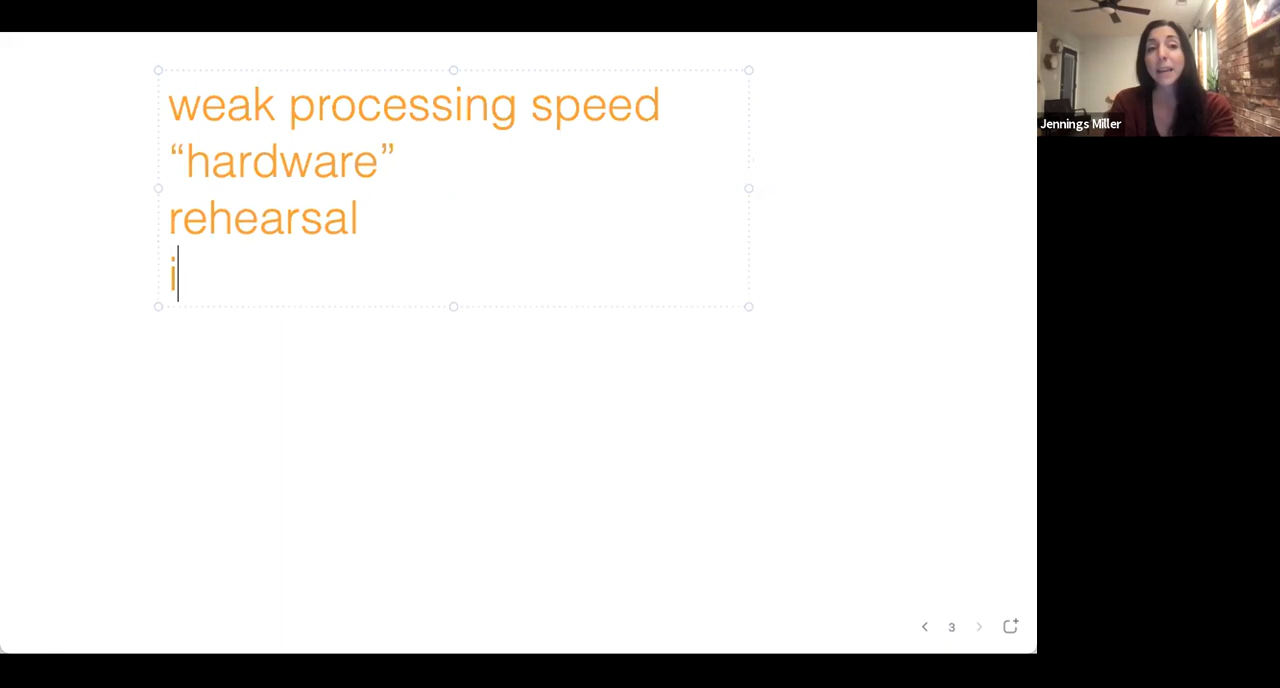 weak processing speed
“hardware”
rehearsal
i
Jennings Miller
3